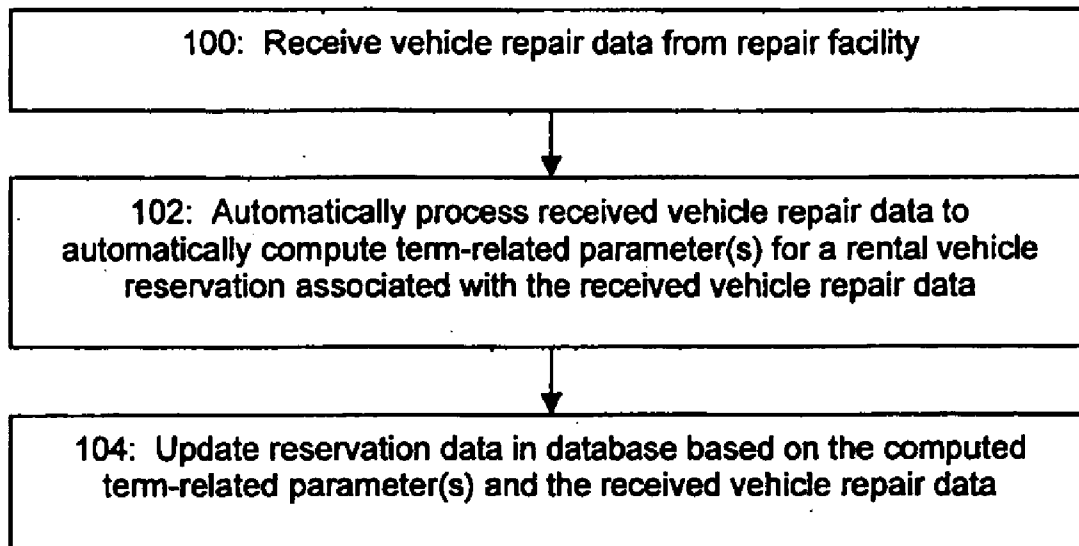 100:  Receive vehicle repair data from repair facility
102:  Automatically process received vehicle repair data to
automatically compute term-related parameter(s) for a rental vehicle
reservation associated with the received vehicle repair data
104:  Update reservation data in database based on the computed
term-related parameter(s) and the received vehicle repair data